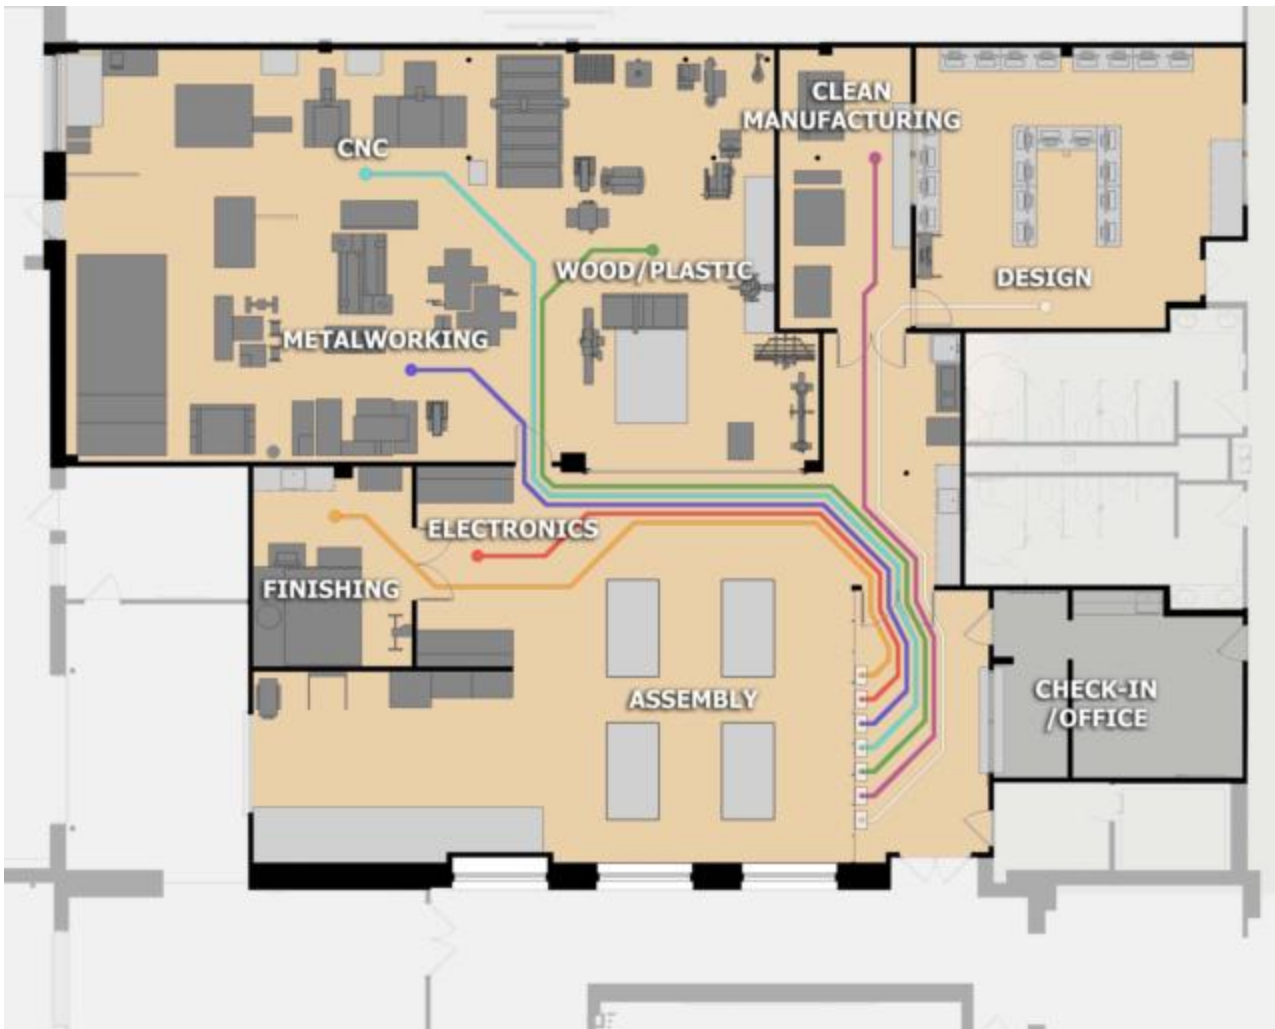 CLEAN
MANUFACTURING
CNC
WOOD/PLASTIC
DESIGN
METALWORKING
ELECTRONICS
FINISHING
ASSEMBLY
CHECK-IN
/OFFICE